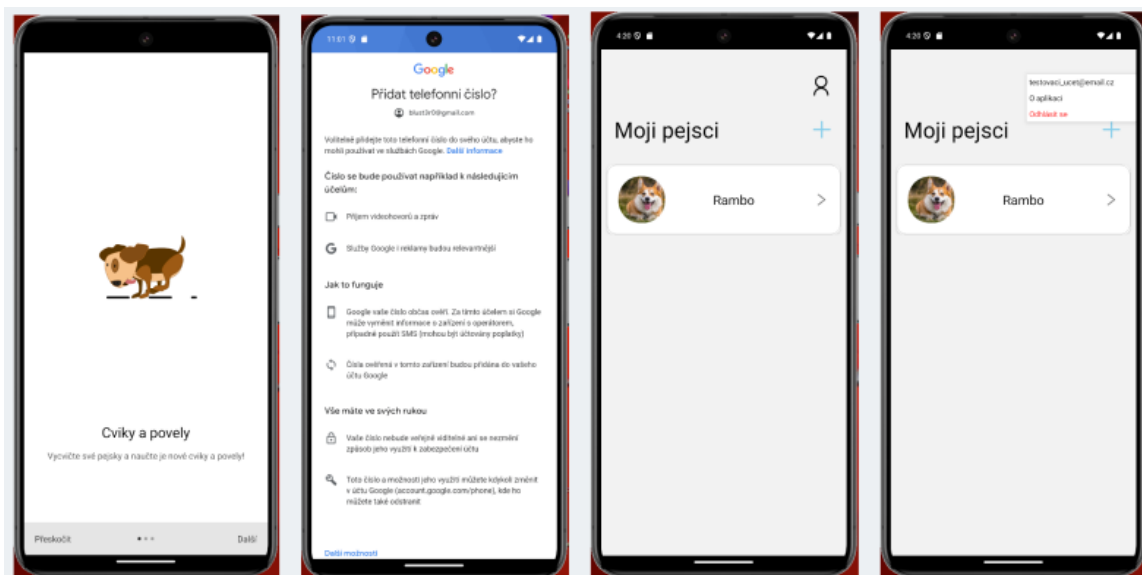 Cviky a povely
Vycvičte své pejsky a naučte je nové cviky a povely!
Přeskočit
Další
11:01
Google
Přidat telefonní číslo?
Volitelně přidejte toto telefonní číslo do svého účtu, abyste ho
mohli používat ve službách Google. Další informace
Číslo se bude používat například k následujícím
účelům:
Příjem videohovorů a zpráv
G Služby Google i reklamy budou relevantnější
Jak to funguje
Google vaše číslo občas ověří. Za tímto účelem si Google
může vyměnit informace o zařízení s operátorem,
případně použít SMS (mohou být účtovány poplatky)
Čísla ověřená v tomto zařízení budou přidána do vašeho
účtu Google
Vše máte ve svých rukou
Vaše číslo nebude veřejně viditelné ani se nezmění
způsob jeho využití k zabezpečení účtu
Toto číslo a možnosti jeho využití můžete kdykoli změnit
v účtu Google (account.google.com/phone), kde ho
můžete také odstranit
Další možnosti
4:20
Moji pejsci
Rambo
4:20
testovaci_ucet@email.cz
O aplikaci
Odhlásit se
Moji pejsci
Rambo